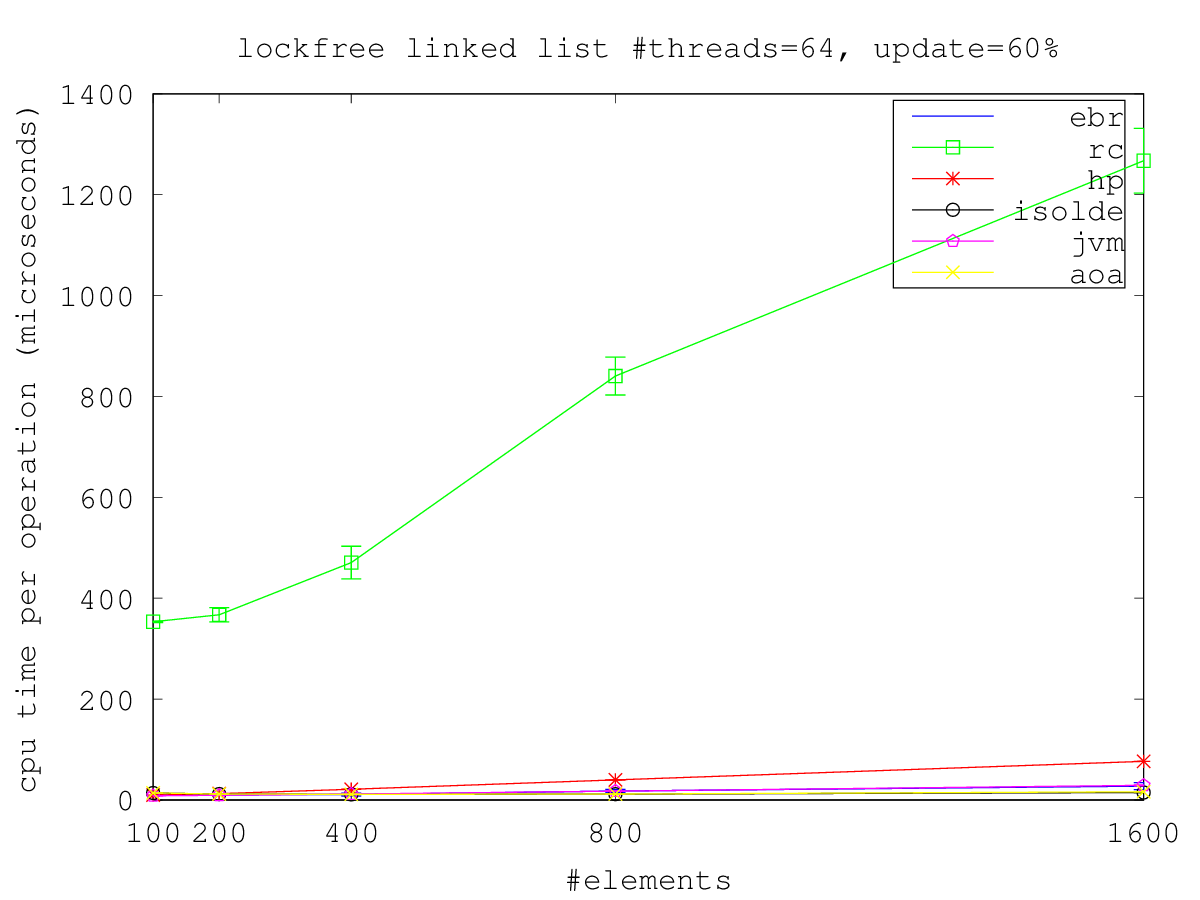 lockfree linked list #threads=64, update=60%
cpu time per operation (microseconds)
1400
1200
1000
800
600
400
200
0
ebr
rc
hp
isolde
jvm
aoa
100 200 400 800 1600
#elements